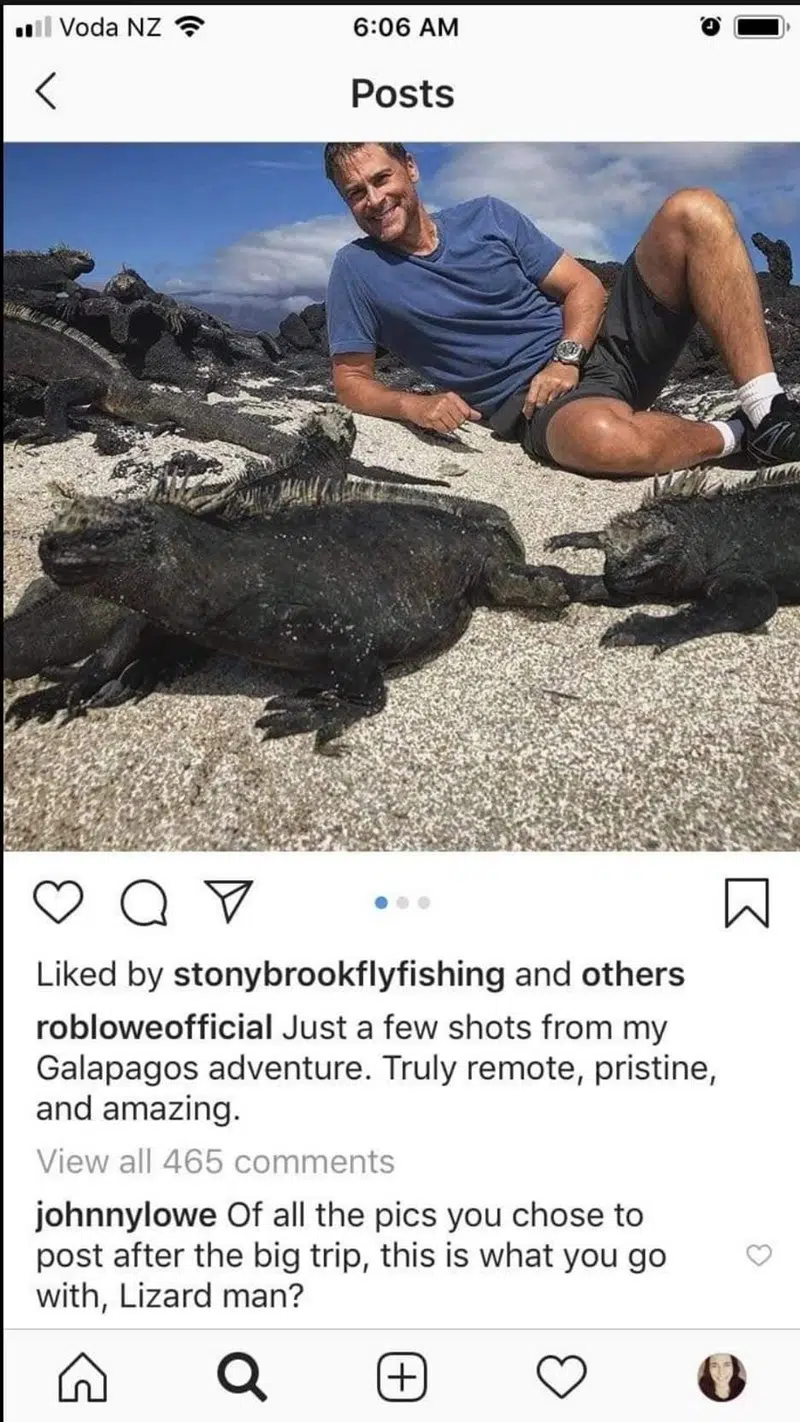 Voda NZ 6:06 AM
Posts
Liked by stonybrookflyfishing and others
robloweofficial Just a few shots from my
Galapagos adventure. Truly remote, pristine,
and amazing.
View all 465 comments
johnnylowe Of all the pics you chose to
post after the big trip, this is what you go
with, Lizard man?